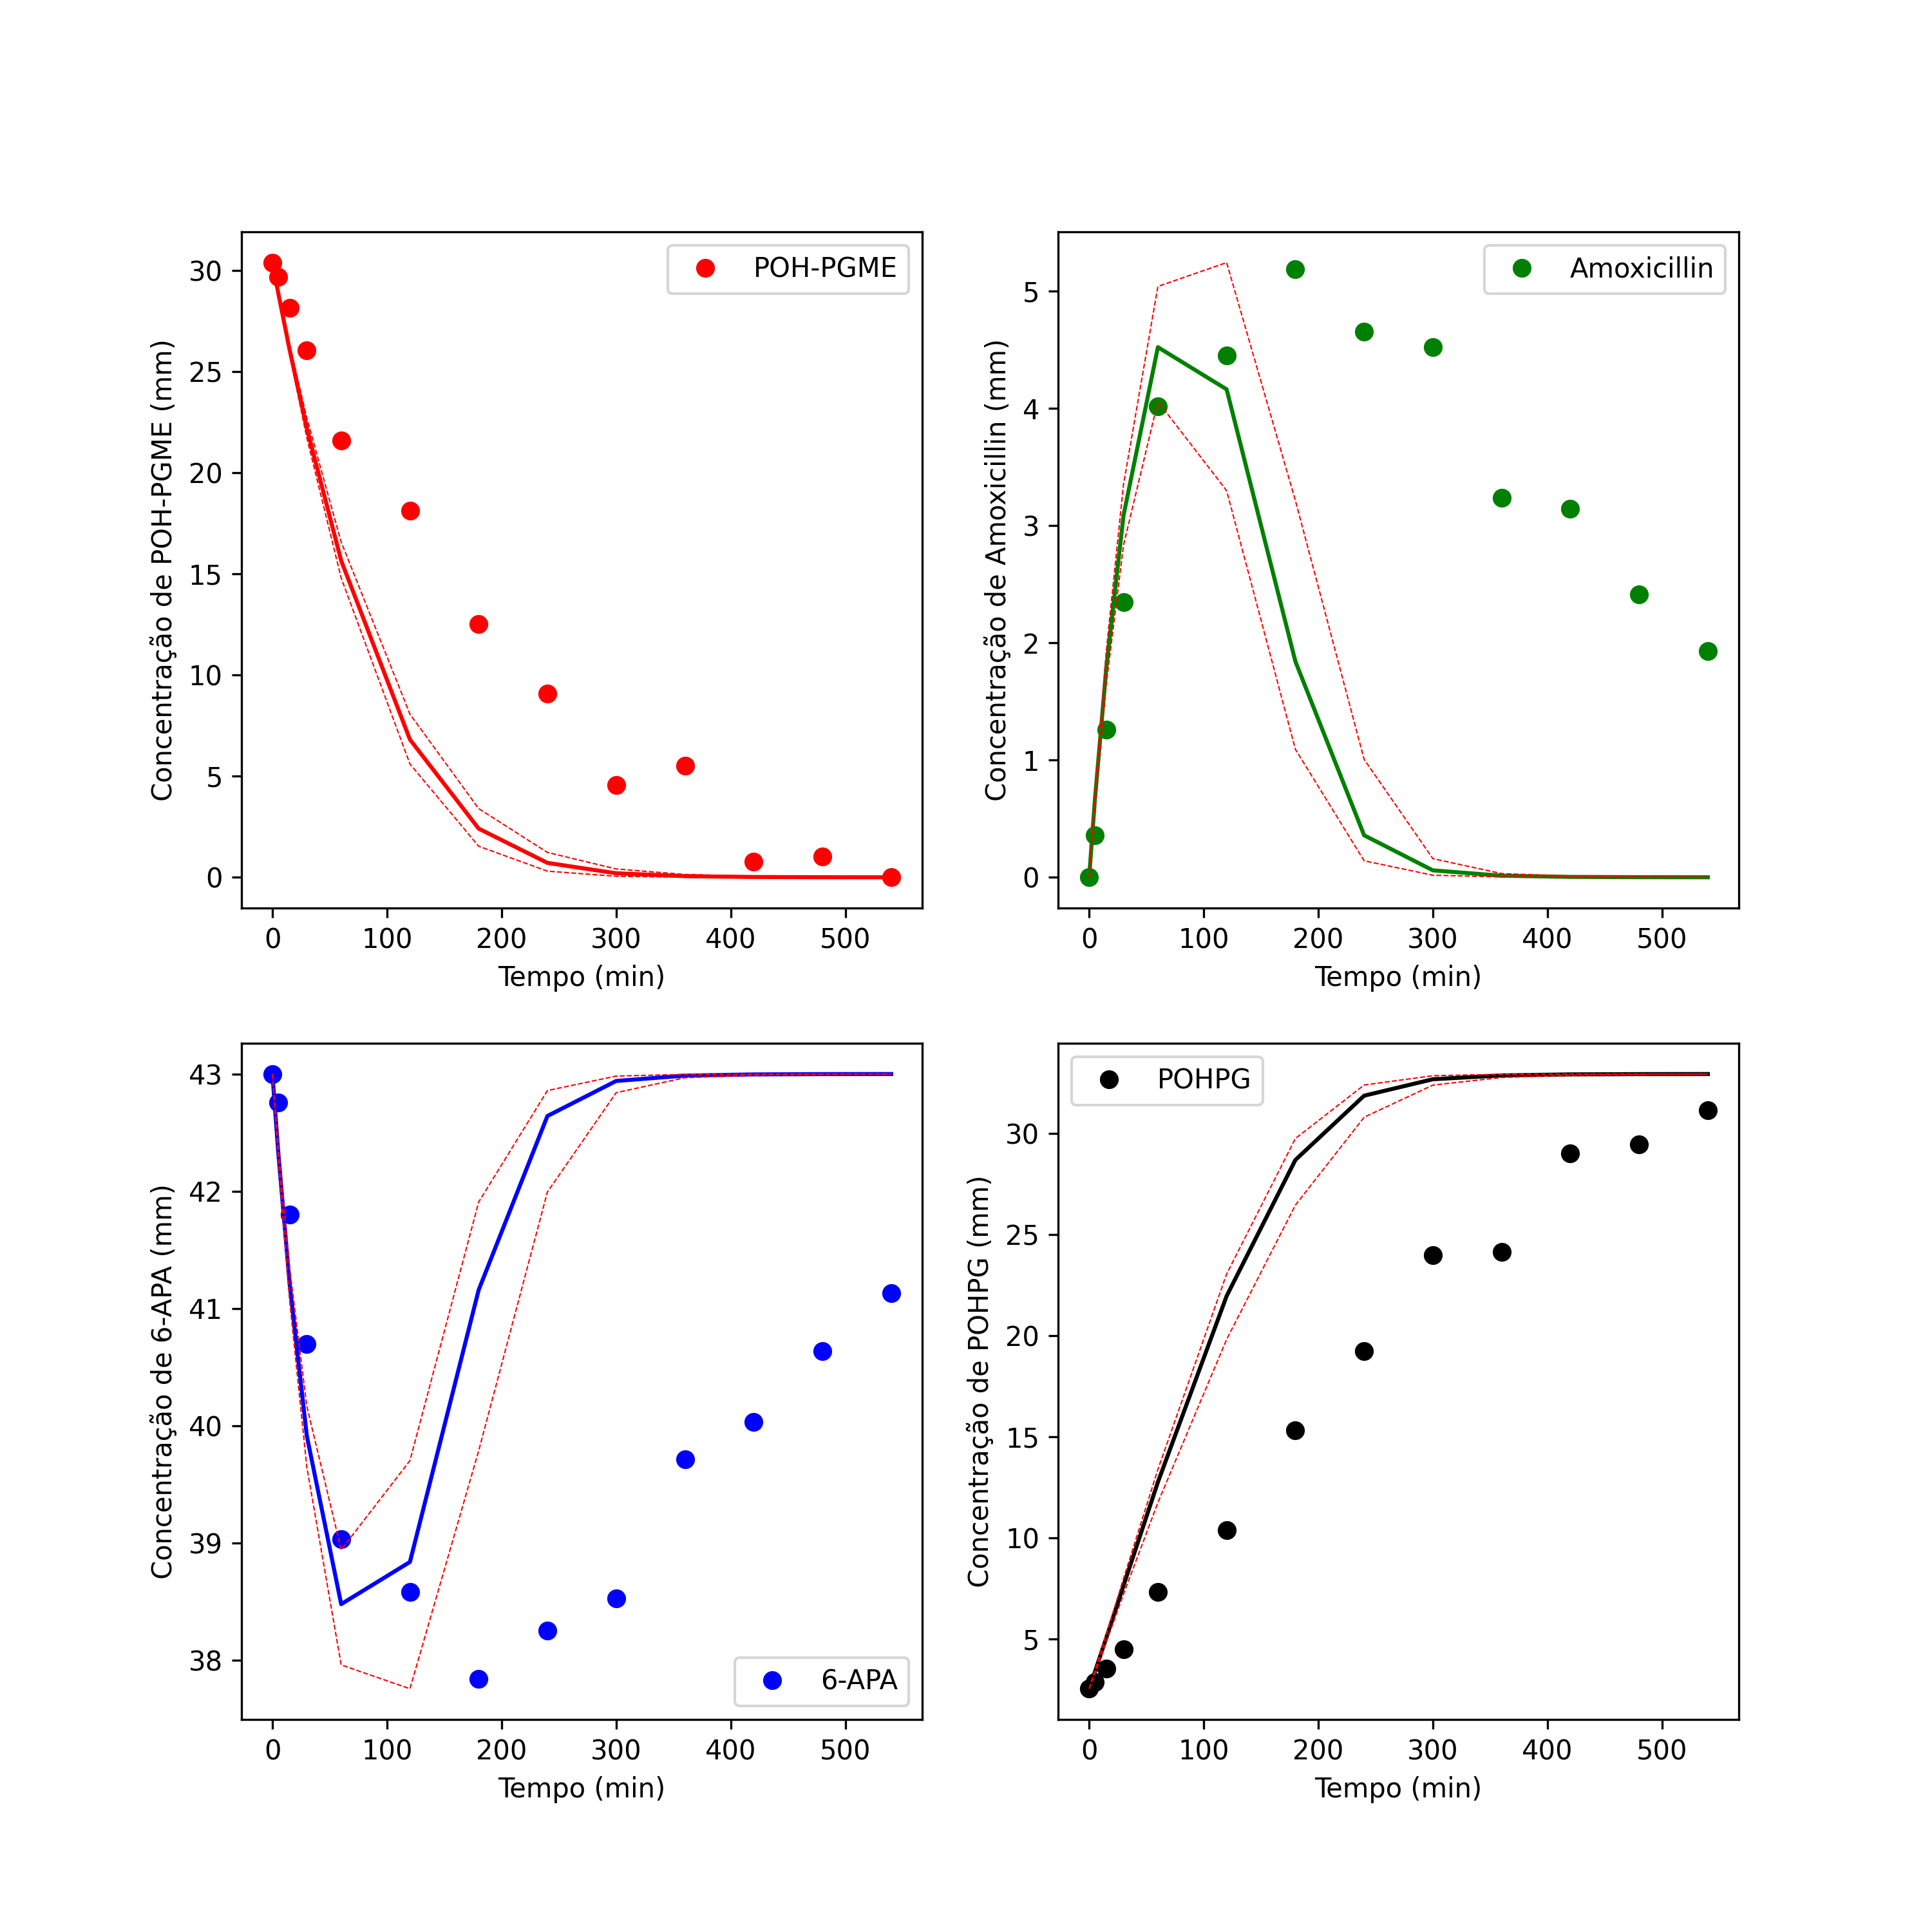 POH-PGME
Concentração de POH-PGME (mm)
30
25
20
15
10
5
0
0 100 200 300 400 500
Tempo (min)
Amoxicillin
Concentração de Amoxicillin (mm)
5
4
3
2
1
0
0 100 200 300 400 500
Tempo (min)
6-APA
Concentração de 6-APA (mm)
43
42
41
40
39
38
0 100 200 300 400 500
Tempo (min)
POHPG
Concentração de POHPG (mm)
30
25
20
15
10
5
0 100 200 300 400 500
Tempo (min)